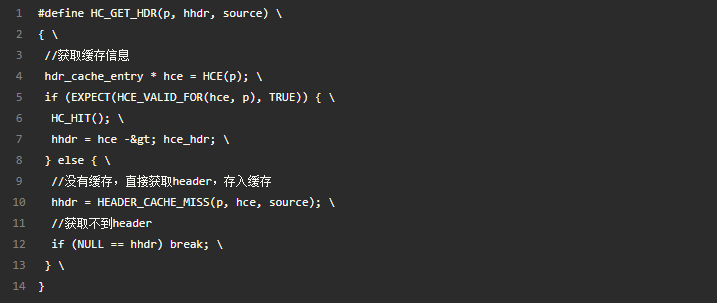 1 #define HC_GET_HDR(p, hhdr, source) \
2 { \
3 //获取缓存信息
4 hdr_cache_entry * hce = HCE(p); \
5 if (EXPECT(HCE_VALID_FOR(hce, p), TRUE)) { \
6 HC_HIT(); \
7 hhdr = hce -&gt; hce_hdr; \
8 } else { \
9 //没有缓存，直接获取header，存入缓存
10 hhdr = HEADER_CACHE_MISS(p, hce, source); \
11 //获取不到header
12 if (NULL == hhdr) break; \
13 } \
14 }